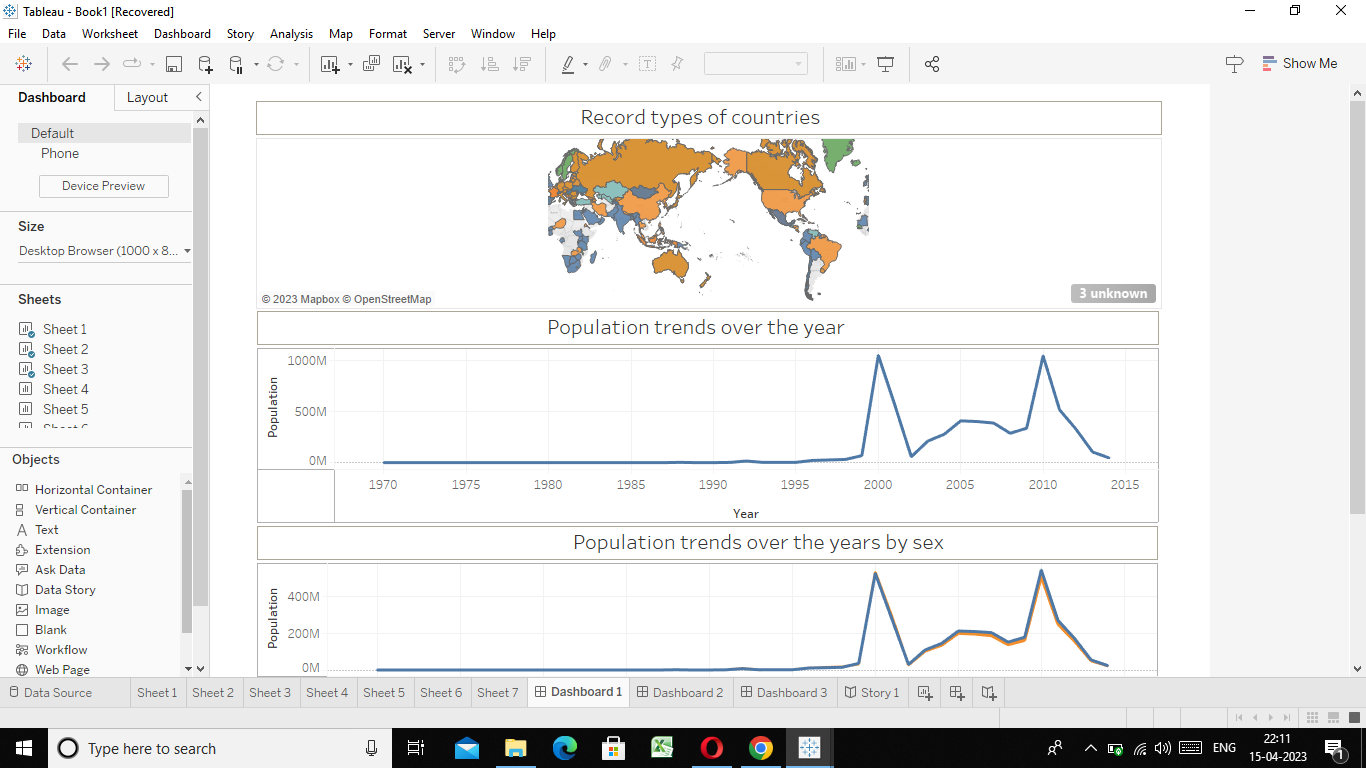 Tableau - Book1 [Recovered]
File Data Worksheet Dashboard Story Analysis Map Format Server Window Help
Show Me
Dashboard Layout
Default
Phone
Device Preview
Size
Desktop Browser (1000 x 8...
Sheets
Sheet 1
Sheet 2
Sheet 3
Sheet 4
Sheet 5
Objects
Horizontal Container
Vertical Container
Text
Extension
Ask Data
Data Story
Image
Blank
Workflow
Web Page
Record types of countries
© 2023 Mapbox © OpenStreetMap
3 unknown
Population trends over the year
Population
1000M
500M
0M
1970 1975 1980 1985 1990 1995 2000 2005 2010 2015
Year
Population trends over the years by sex
Population
400M
200M
0M
Data Source Sheet 1 Sheet 2 Sheet 3 Sheet 4 Sheet 5 Sheet 6 Sheet 7 Dashboard 1 Dashboard 2 Dashboard 3 Story 1
Type here to search
ENG
22:11
15-04-2023
1